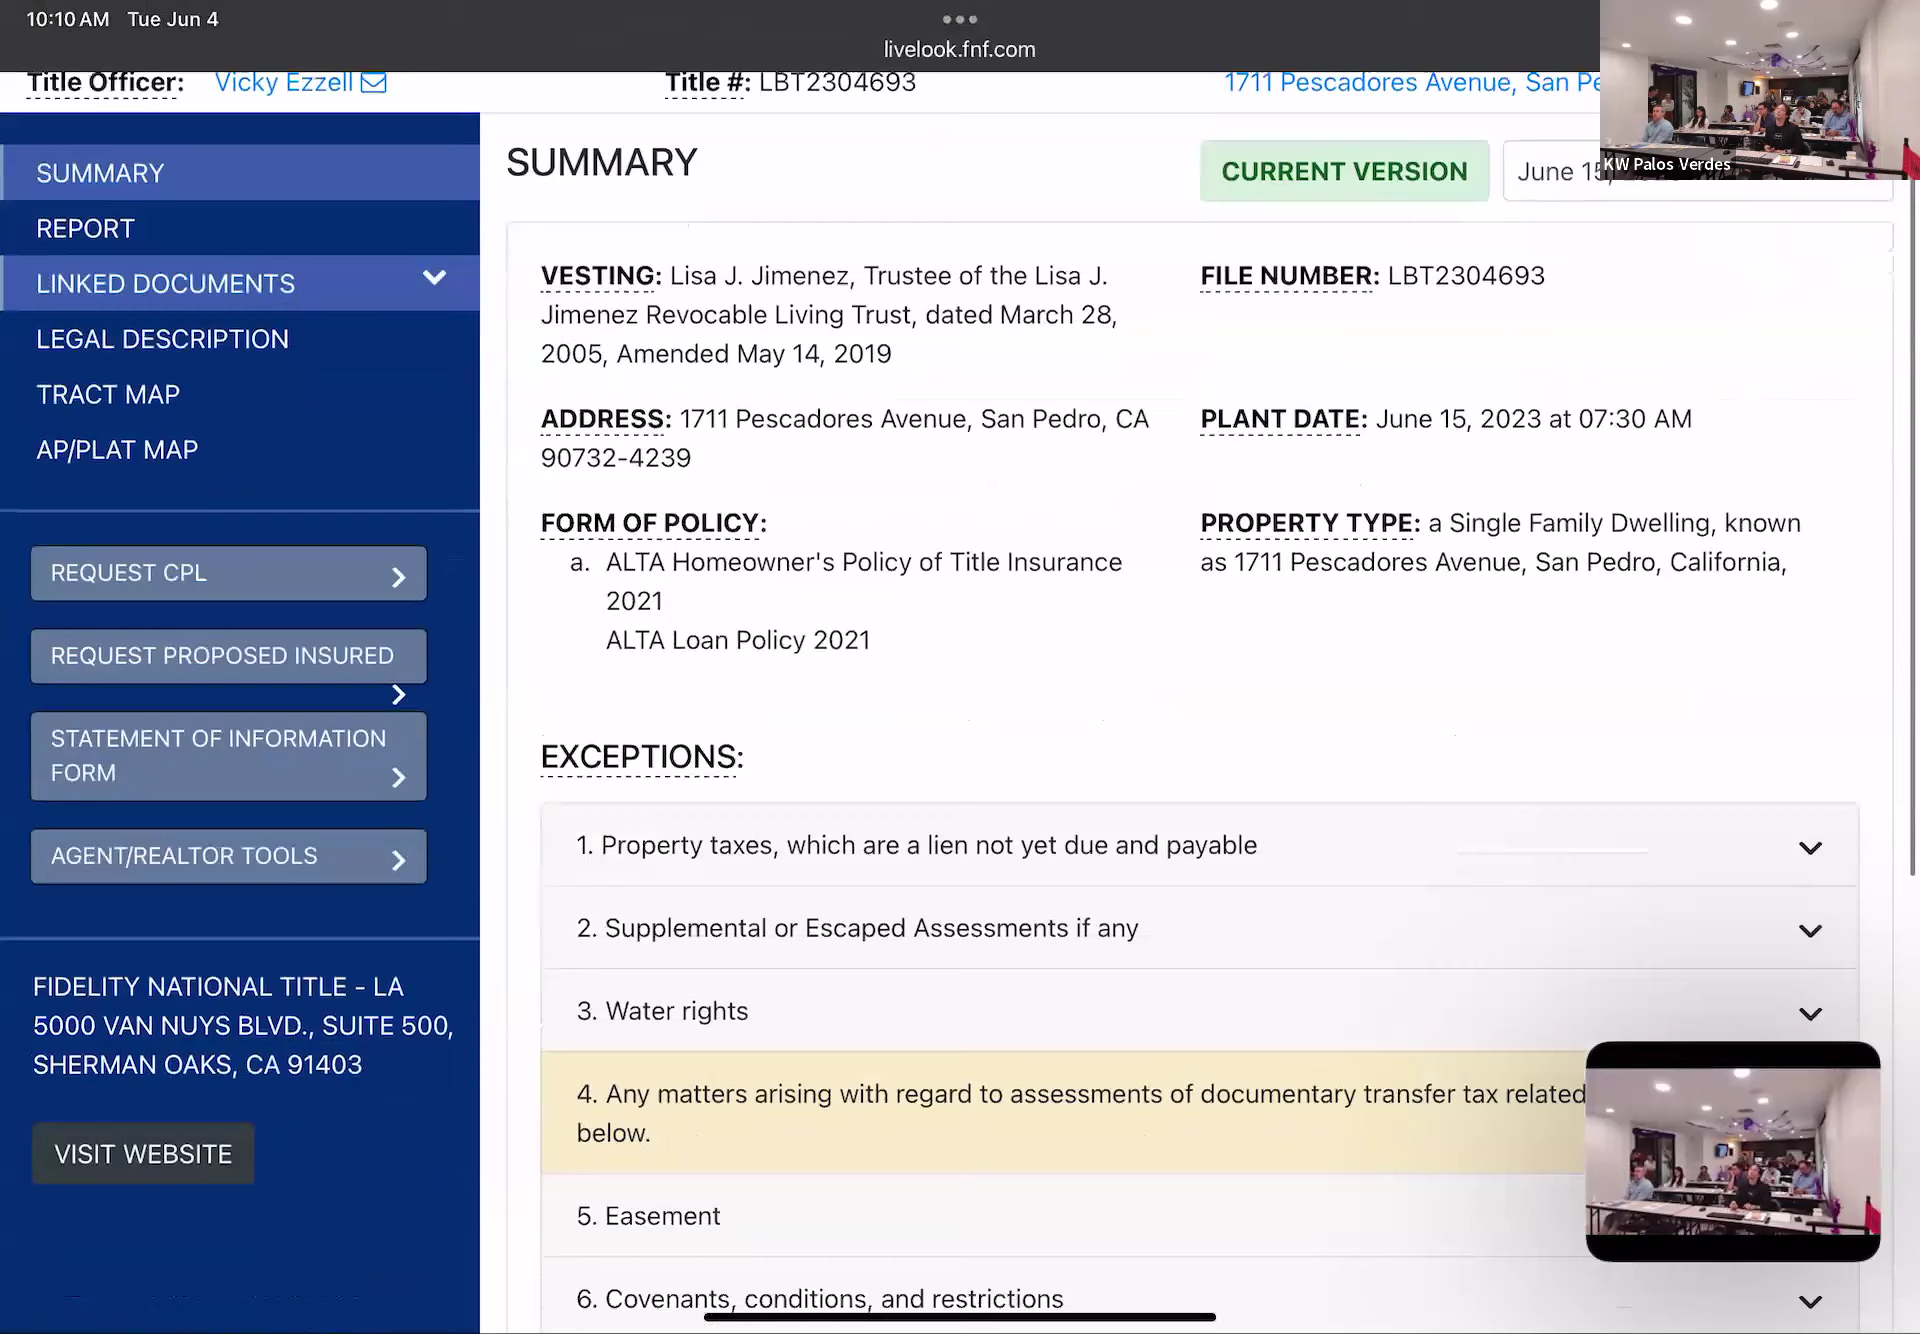 10:10 AM Tue Jun 4
livelook.fnf.com
Title Officer: Vicky Ezzell
Title #: LBT2304693
1711 Pescadores Avenue, San Pe
KW Palos Verdes
SUMMARY
REPORT
LINKED DOCUMENTS
LEGAL DESCRIPTION
TRACT MAP
AP/PLAT MAP
REQUEST CPL
REQUEST PROPOSED INSURED
STATEMENT OF INFORMATION
FORM
AGENT/REALTOR TOOLS
FIDELITY NATIONAL TITLE - LA
5000 VAN NUYS BLVD., SUITE 500,
SHERMAN OAKS, CA 91403
VISIT WEBSITE
SUMMARY
CURRENT VERSION
June 15,
VESTING: Lisa J. Jimenez, Trustee of the Lisa J.
Jimenez Revocable Living Trust, dated March 28,
2005, Amended May 14, 2019
FILE NUMBER: LBT2304693
ADDRESS: 1711 Pescadores Avenue, San Pedro, CA
90732-4239
PLANT DATE: June 15, 2023 at 07:30 AM
FORM OF POLICY:
a. ALTA Homeowner's Policy of Title Insurance
2021
ALTA Loan Policy 2021
PROPERTY TYPE: a Single Family Dwelling, known
as 1711 Pescadores Avenue, San Pedro, California,
EXCEPTIONS:
1. Property taxes, which are a lien not yet due and payable
2. Supplemental or Escaped Assessments if any
3. Water rights
4. Any matters arising with regard to assessments of documentary transfer tax related
below.
5. Easement
6. Covenants, conditions, and restrictions